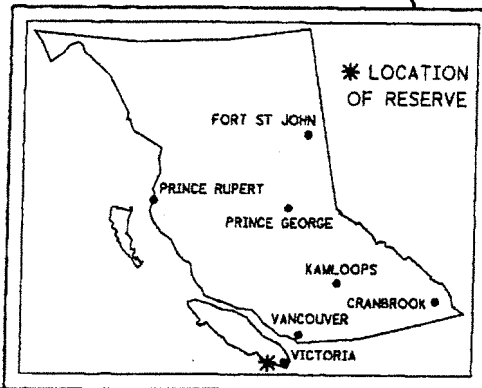 * LOCATION
OF RESERVE
FORT ST JOHN
PRINCE RUPERT
PRINCE GEORGE
KAMLOOPS
CRANBROOK
VANCOUVER
* VICTORIA